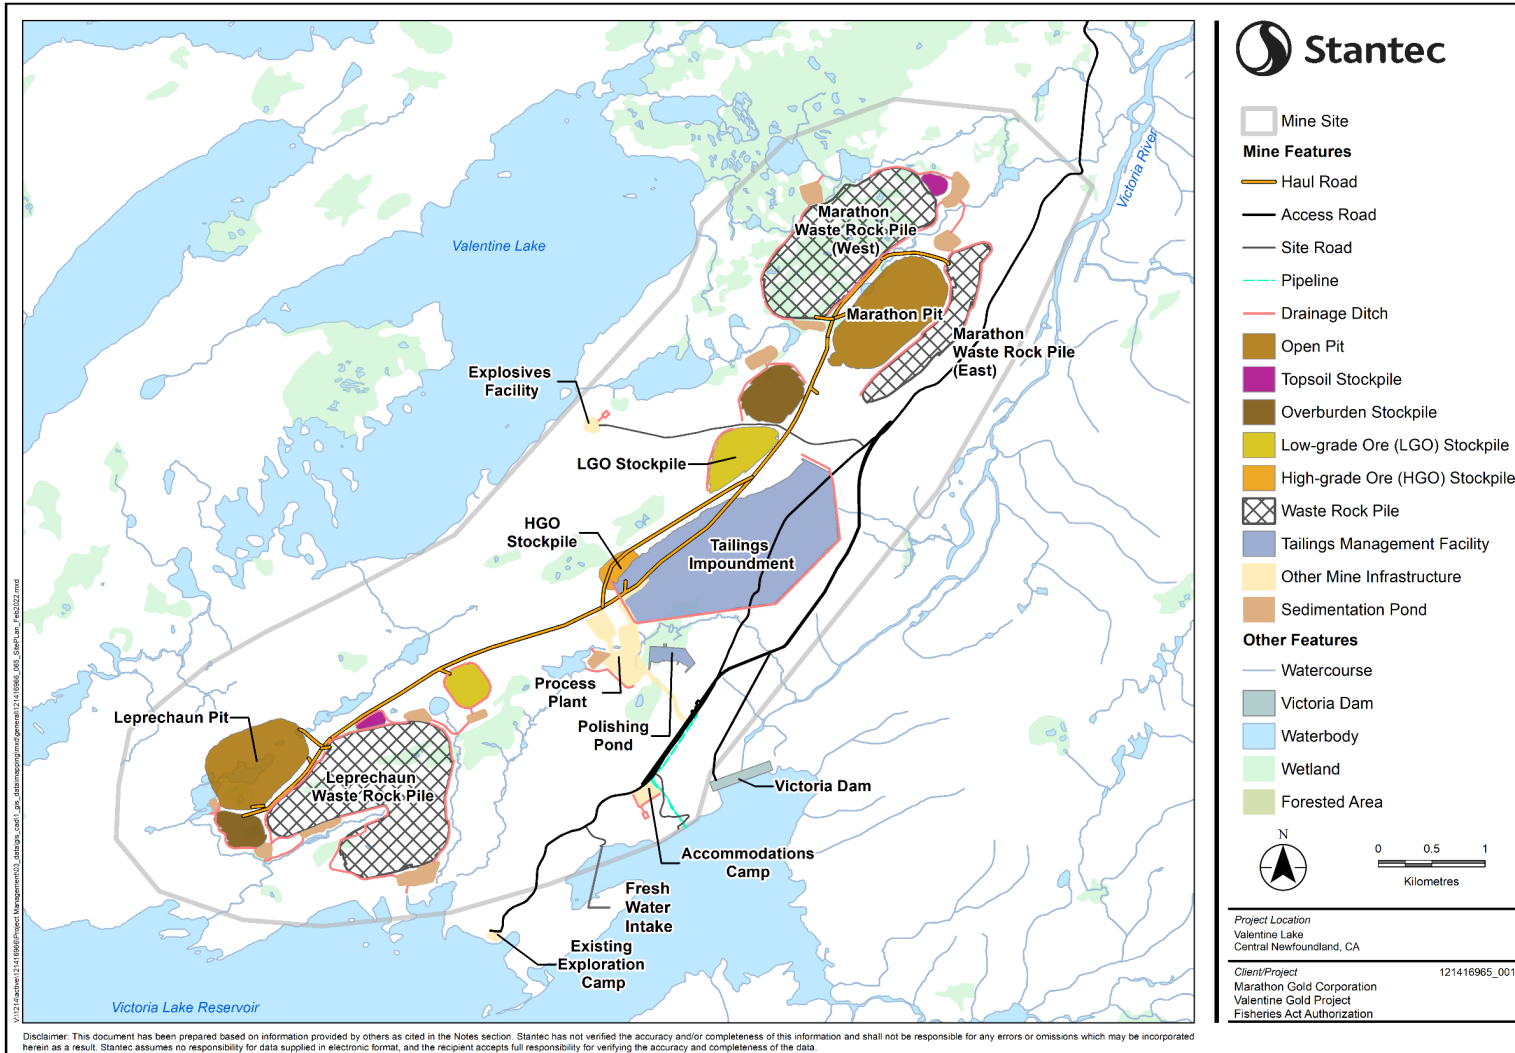 Valentine Lake
Victoria River
Marathon
Waste Rock Pile
(West)
Marathon Pit
Marathon
Waste Rock Pile
(East)
Explosives
Facility
LGO Stockpile
HGO
Stockpile
Tailings
Impoundment
Process
Plant
Polishing
Pond
Leprechaun Pit
Leprechaun
Waste Rock Pile
Victoria Dam
Accommodations
Camp
Fresh
Water
Intake
Existing
Exploration
Camp
Victoria Lake Reservoir
Stantec
Mine Site
Mine Features
Haul Road
Access Road
Site Road
Pipeline
Drainage Ditch
Open Pit
Topsoil Stockpile
Overburden Stockpile
Low-grade Ore (LGO) Stockpile
High-grade Ore (HGO) Stockpile
Waste Rock Pile
Tailings Management Facility
Other Mine Infrastructure
Sedimentation Pond
Other Features
Watercourse
Victoria Dam
Waterbody
Wetland
Forested Area
N
0 0.5 1
Kilometres
Project Location
Valentine Lake
Central Newfoundland, CA
Client/Project 121416965_001
Marathon Gold Corporation
Valentine Gold Project
Fisheries Act Authorization
Disclaimer: This document has been prepared based on information provided by others as cited in the Notes section. Stantec has not verified the accuracy and/or completeness of this information and shall not be responsible for any errors or omissions which may be incorporated
herein as a result. Stantec assumes no responsibility for data supplied in electronic format, and the recipient accepts full responsibility for verifying the accuracy and completeness of the data.